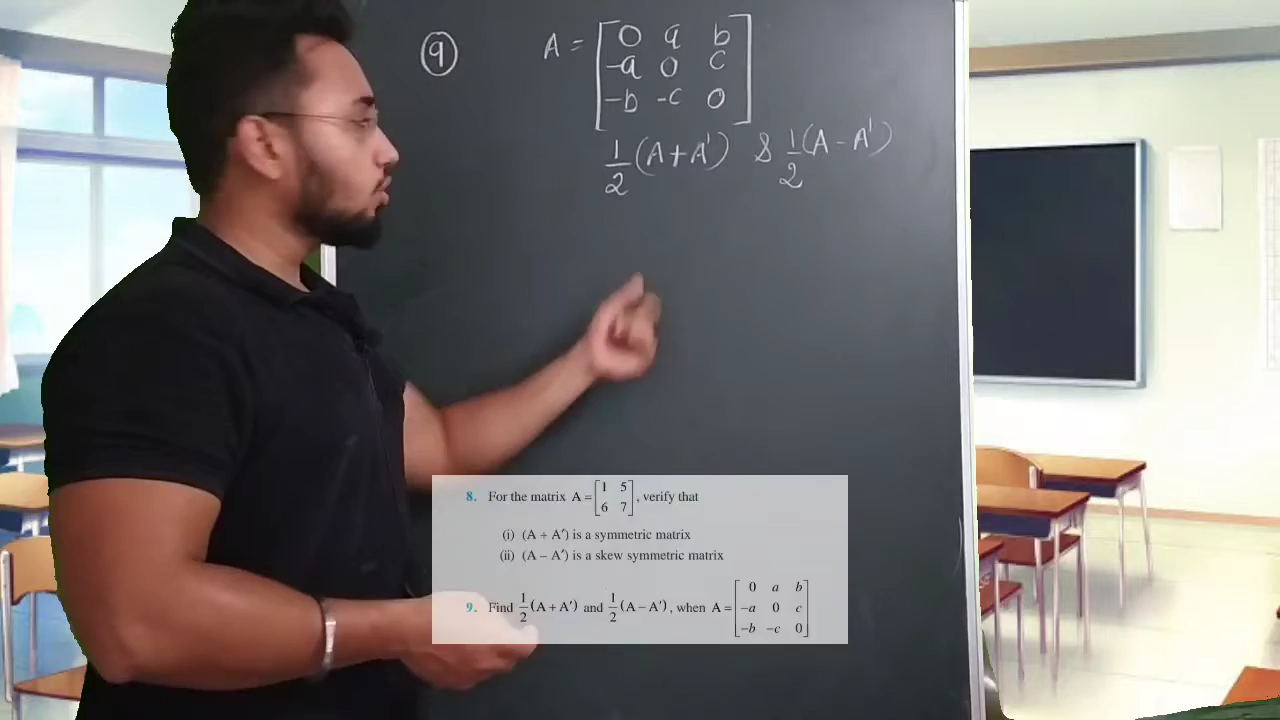 9 A = [0 a b
-a 0 c
-b -c 0]
1/2 (A+A') & 1/2 (A-A')
8. For the matrix A = [1 5
6 7], verify that
(i) (A + A′) is a symmetric matrix
(ii) (A − A′) is a skew symmetric matrix
9. Find 1/2 (A + A′) and 1/2 (A − A′), when A = [0 a b
−a 0 c
−b −c 0]